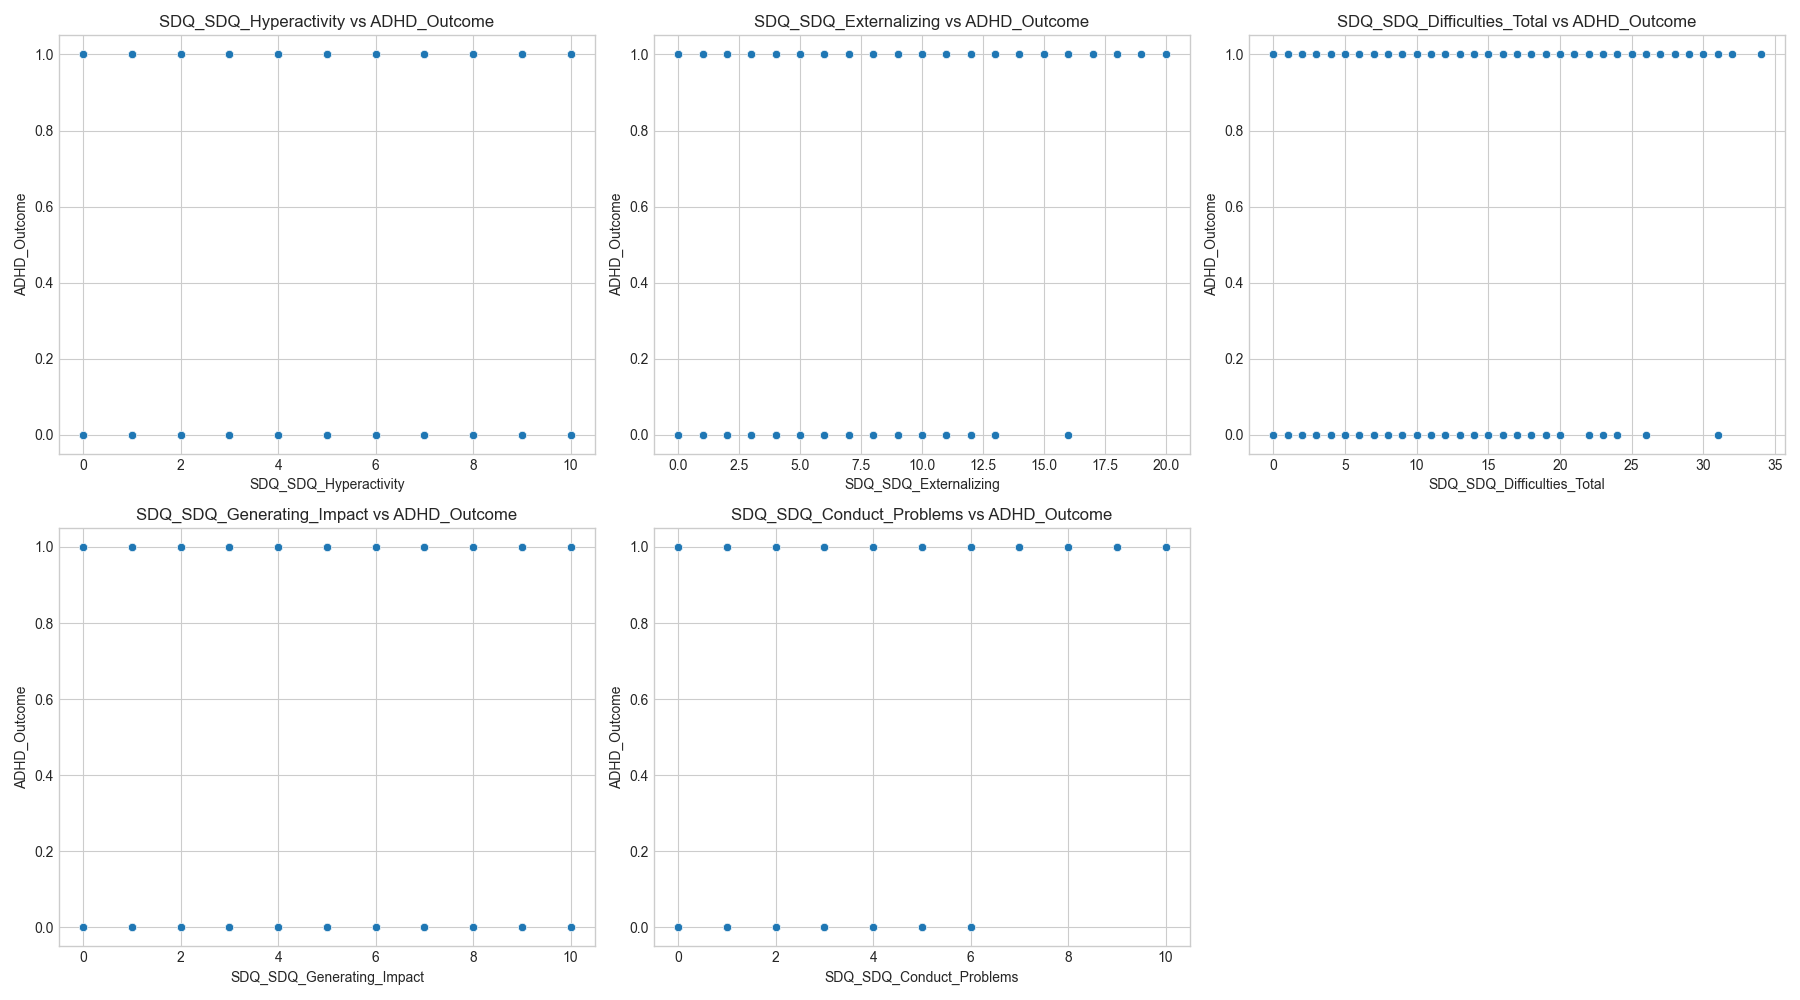 SDQ_SDQ_Hyperactivity vs ADHD_Outcome
1.0
0.8
0.6
0.4
0.2
0.0
ADHD_Outcome
0 2 4 6 8 10
SDQ_SDQ_Hyperactivity
SDQ_SDQ_Externalizing vs ADHD_Outcome
1.0
0.8
0.6
0.4
0.2
0.0
ADHD_Outcome
0.0 2.5 5.0 7.5 10.0 12.5 15.0 17.5 20.0
SDQ_SDQ_Externalizing
SDQ_SDQ_Difficulties_Total vs ADHD_Outcome
1.0
0.8
0.6
0.4
0.2
0.0
ADHD_Outcome
0 5 10 15 20 25 30 35
SDQ_SDQ_Difficulties_Total
SDQ_SDQ_Generating_Impact vs ADHD_Outcome
1.0
0.8
0.6
0.4
0.2
0.0
ADHD_Outcome
0 2 4 6 8 10
SDQ_SDQ_Generating_Impact
SDQ_SDQ_Conduct_Problems vs ADHD_Outcome
1.0
0.8
0.6
0.4
0.2
0.0
ADHD_Outcome
0 2 4 6 8 10
SDQ_SDQ_Conduct_Problems